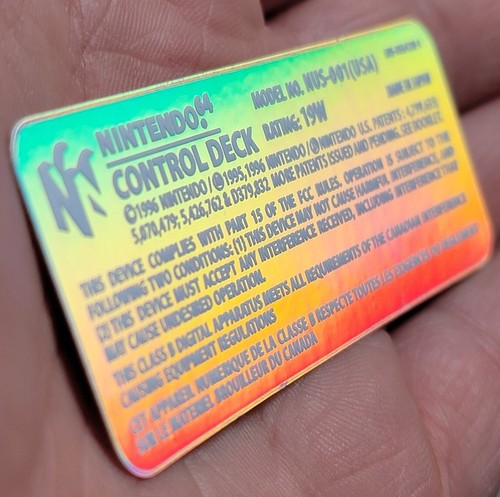 NINTENDO64
CONTROL DECK
MODEL NO. NUS-001(USA)
RATING: 19W
MADE IN JAPAN
©1996 NINTENDO / 1995, 1996 NINTENDO / NINTENDO U.S. PATENTS: 4,799,635;
5,070,479; 5,426,762 & D379,832. MORE PATENTS ISSUED AND PENDING. SEE BOOKLET.
THIS DEVICE COMPLIES WITH PART 15 OF THE FCC RULES. OPERATION IS SUBJECT TO THE
FOLLOWING TWO CONDITIONS: (1) THIS DEVICE MAY NOT CAUSE HARMFUL INTERFERENCE, AND
(2) THIS DEVICE MUST ACCEPT ANY INTERFERENCE RECEIVED, INCLUDING INTERFERENCE THAT
MAY CAUSE UNDESIRED OPERATION.
THIS CLASS B DIGITAL APPARATUS MEETS ALL REQUIREMENTS OF THE CANADIAN INTERFERENCE
CAUSING EQUIPMENT REGULATIONS
CET APPAREIL NUMERIQUE DE LA CLASSE B RESPECTE TOUTES LES EXIGENCES DU REGLEMENT
SUR LE MATERIEL BROUILLEUR DU CANADA